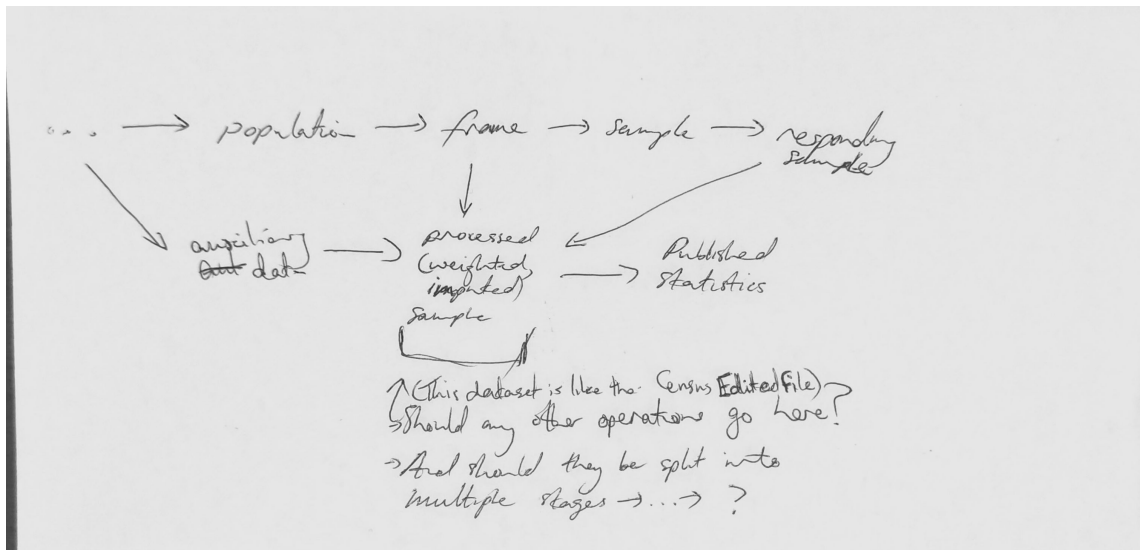 .... → population → frame → sample → responding
sample
auxiliary
data
processed
(weighted,
imputed)
sample
Published
statistics
↑ (This dataset is like the Census Edited File)
↳ Should any other operations go here?
→ And should they be split into
multiple stages → ... → ?